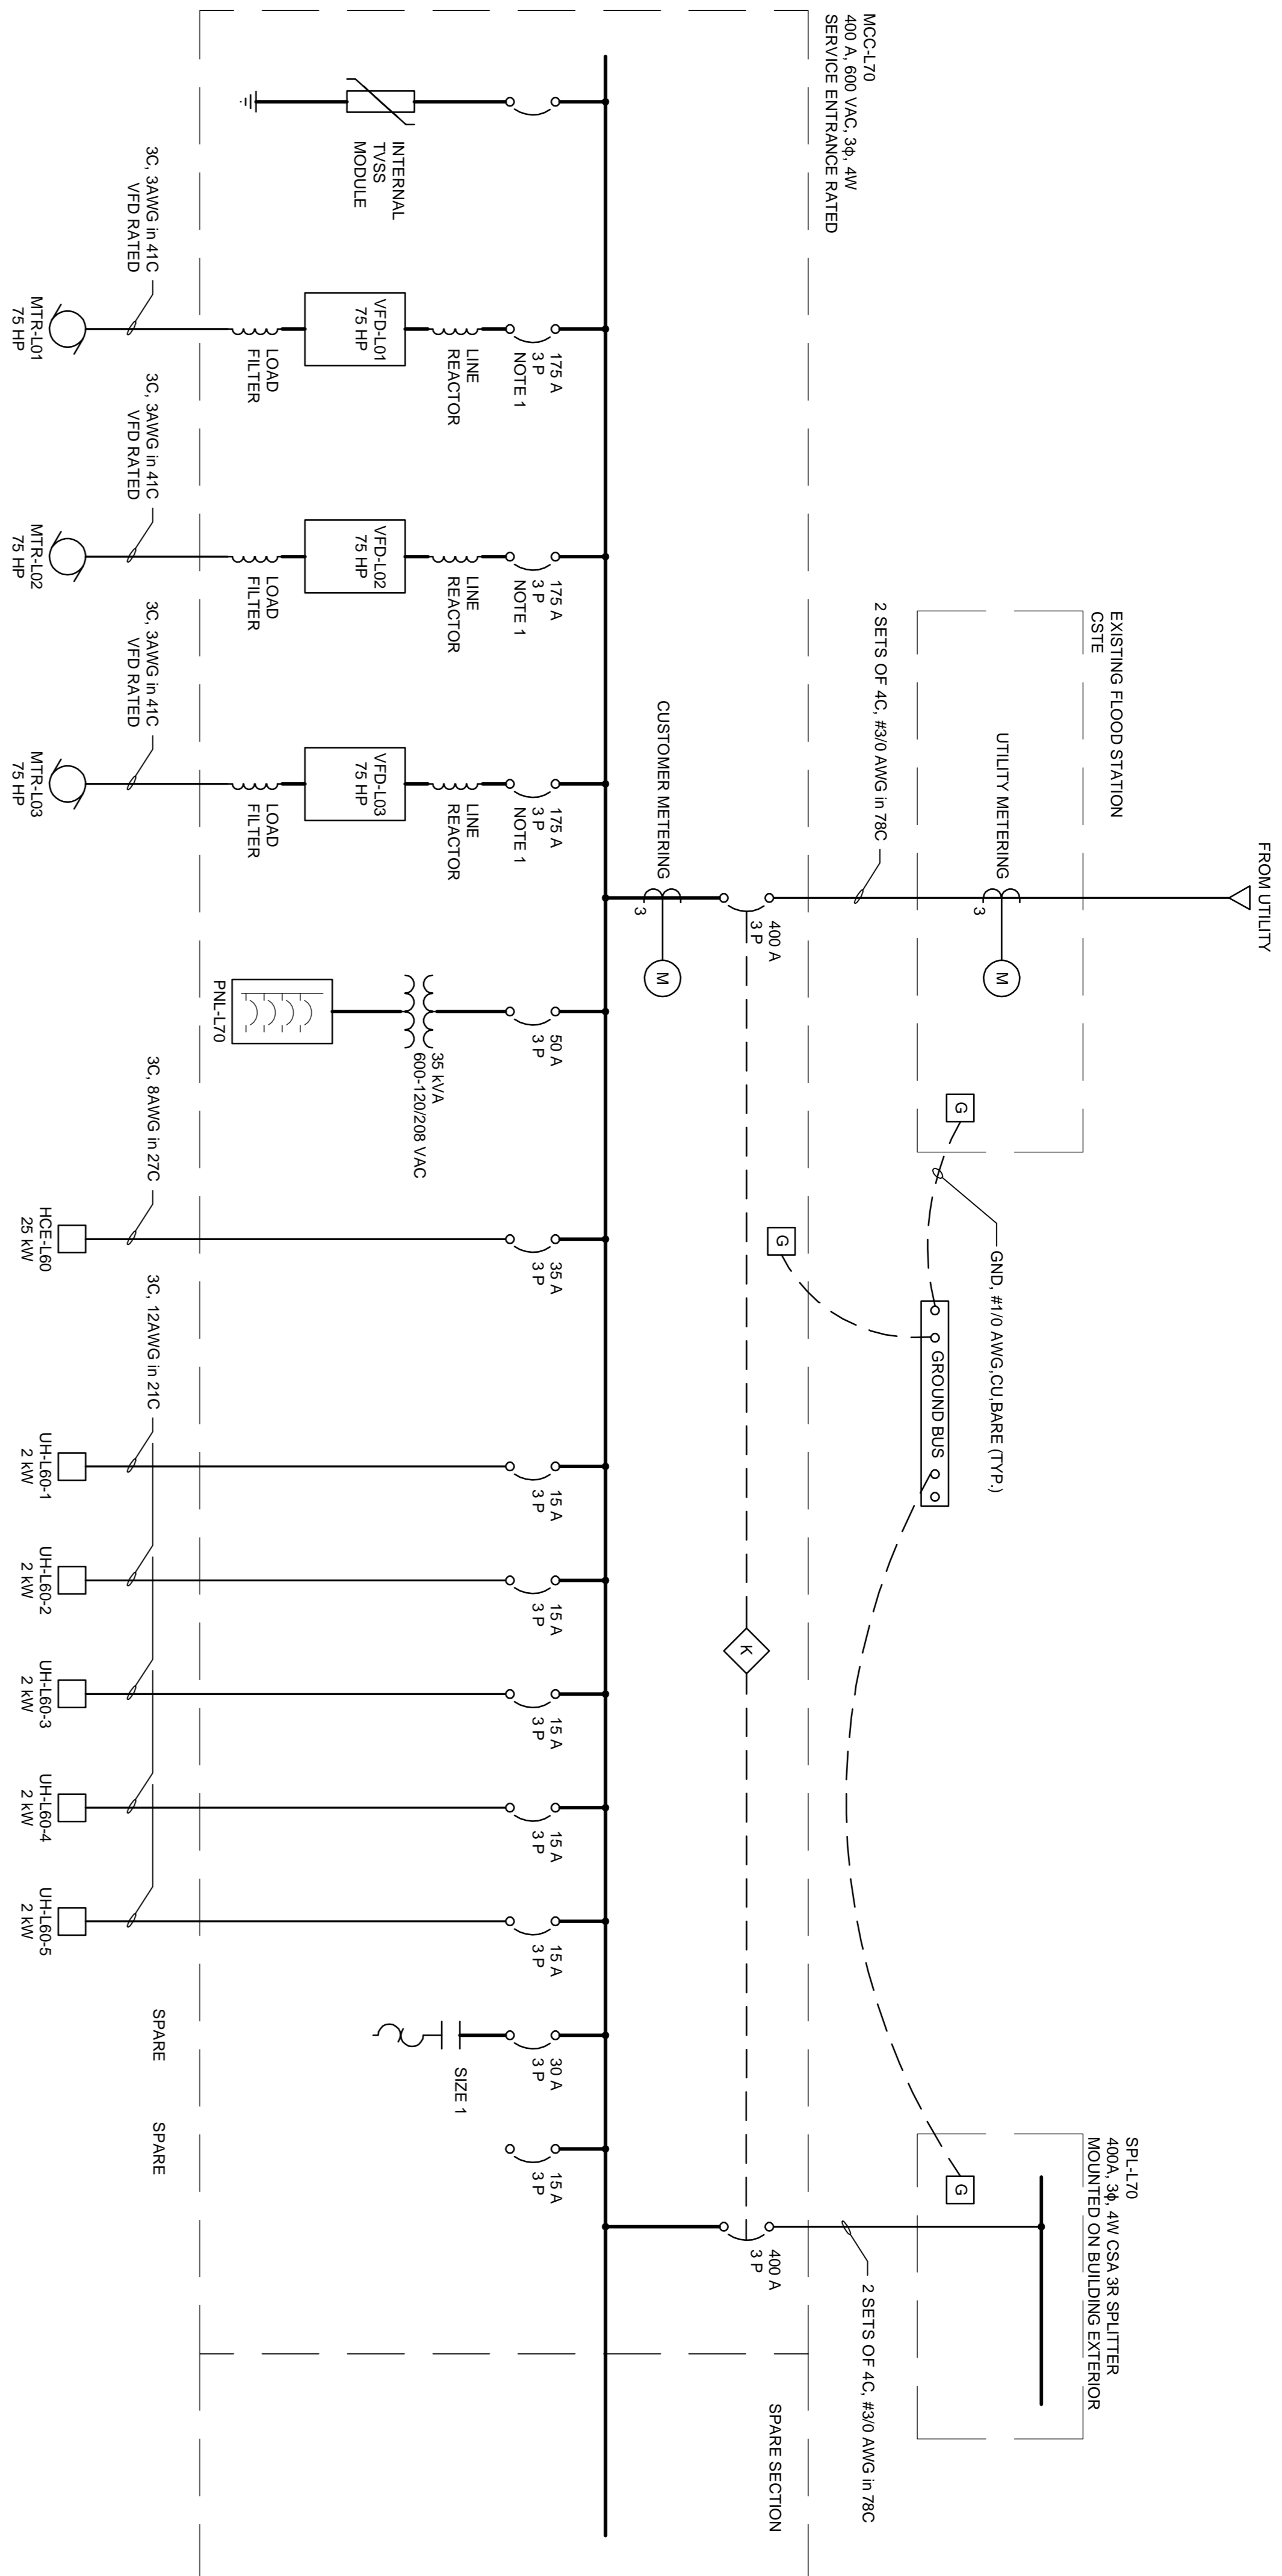 FROM UTILITY
EXISTING FLOOD STATION
CSTE
UTILITY METERING
3
M
G
GND, #1/0 AWG,CU,BARE (TYP.)
GROUND BUS
SPL-L70
400A, 3ϕ, 4W CSA 3R SPLITTER
MOUNTED ON BUILDING EXTERIOR
G
2 SETS OF 4C, #3/0 AWG in 78C
2 SETS OF 4C, #3/0 AWG in 78C
MCC-L70
400 A, 600 VAC, 3ϕ, 4W
SERVICE ENTRANCE RATED
G
SPARE SECTION
400 A
3 P
K
400 A
3 P
CUSTOMER METERING
3
M
175 A
3 P
NOTE 1
175 A
3 P
NOTE 1
175 A
3 P
NOTE 1
50 A
3 P
35 A
3 P
15 A
3 P
15 A
3 P
15 A
3 P
15 A
3 P
15 A
3 P
30 A
3 P
15 A
3 P
INTERNAL
TVSS
MODULE
LINE
REACTOR
LINE
REACTOR
LINE
REACTOR
SIZE 1
35 kVA
600-120/208 VAC
VFD-L01
75 HP
VFD-L02
75 HP
VFD-L03
75 HP
LOAD
FILTER
LOAD
FILTER
LOAD
FILTER
PNL-L70
3C, 3AWG in 41C
VFD RATED
3C, 3AWG in 41C
VFD RATED
3C, 3AWG in 41C
VFD RATED
3C, 8AWG in 27C
3C, 12AWG in 21C
SPARE
SPARE
MTR-L01
75 HP
MTR-L02
75 HP
MTR-L03
75 HP
HCE-L60
25 kW
UH-L60-1
2 kW
UH-L60-2
2 kW
UH-L60-3
2 kW
UH-L60-4
2 kW
UH-L60-5
2 kW